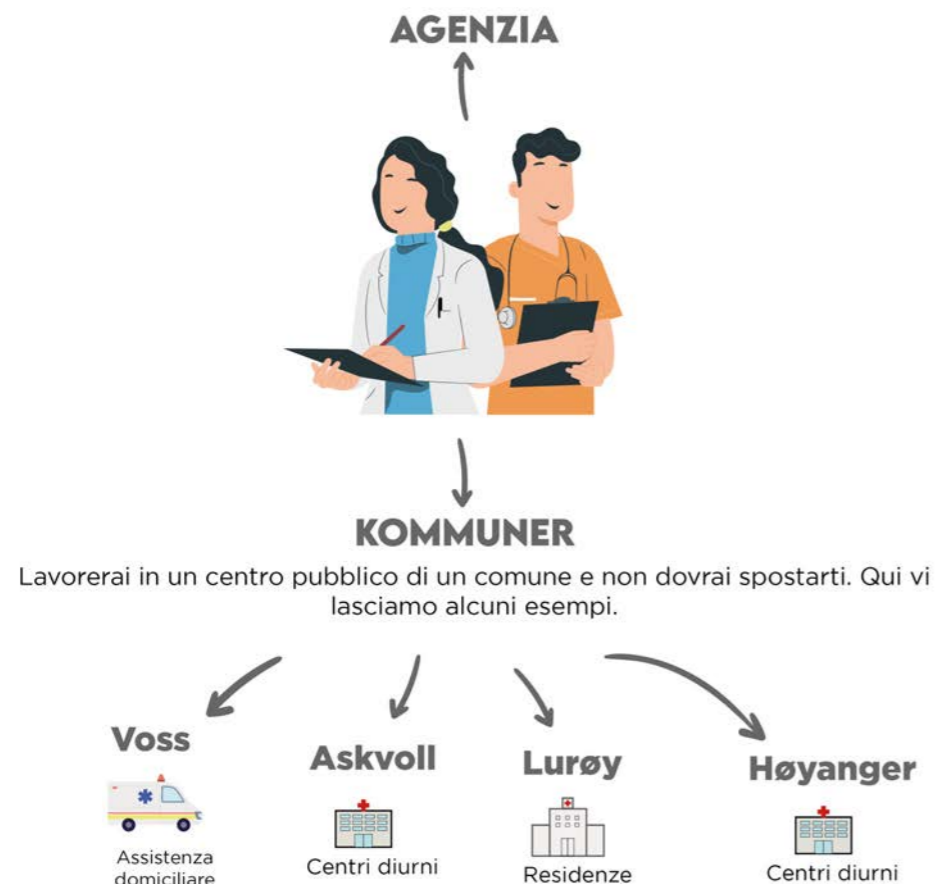 AGENZIA
KOMMUNER
Lavorerai in un centro pubblico di un comune e non dovrai spostarti. Qui vi
lasciamo alcuni esempi.
Voss
Askvoll
Lurøy
Høyanger
Assistenza
domiciliare
Centri diurni
Residenze
Centri diurni